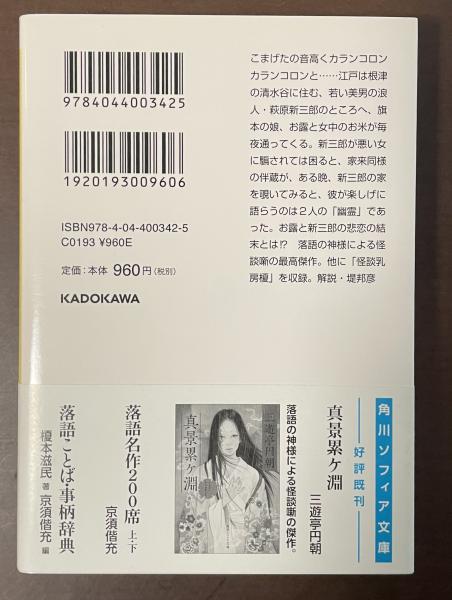 9784044003425
1920193009606
ISBN978-4-04-400342-5
C0193 ¥960E
定価:本体 960円(税別)
KADOKAWA
こまげたの音高くカランコロン
カランコロンと……江戸は根津
の清水谷に住む、若い美男の浪
人・萩原新三郎のところへ、旗
本の娘、お露と女中のお米が毎
夜通ってくる。新三郎が悪い女
に騙されては困ると、家来同様
の伴蔵が、ある晩、新三郎の家
を覗いてみると、彼が楽しげに
語らうのは2人の「幽霊」であ
った。お露と新三郎の悲恋の結
末とは!? 落語の神様による怪
談噺の最高傑作。他に「怪談乳
房榎」を収録。解説・堤邦彦
角川ソフィア文庫
好評既刊
真景累ヶ淵
三遊亭円朝
落語の神様による怪談噺の傑作。
三遊亭円朝
真景累ヶ淵
落語名作200席 上・下
京須偕充
落語ことば・事柄辞典
榎本滋民 著 京須偕充 編